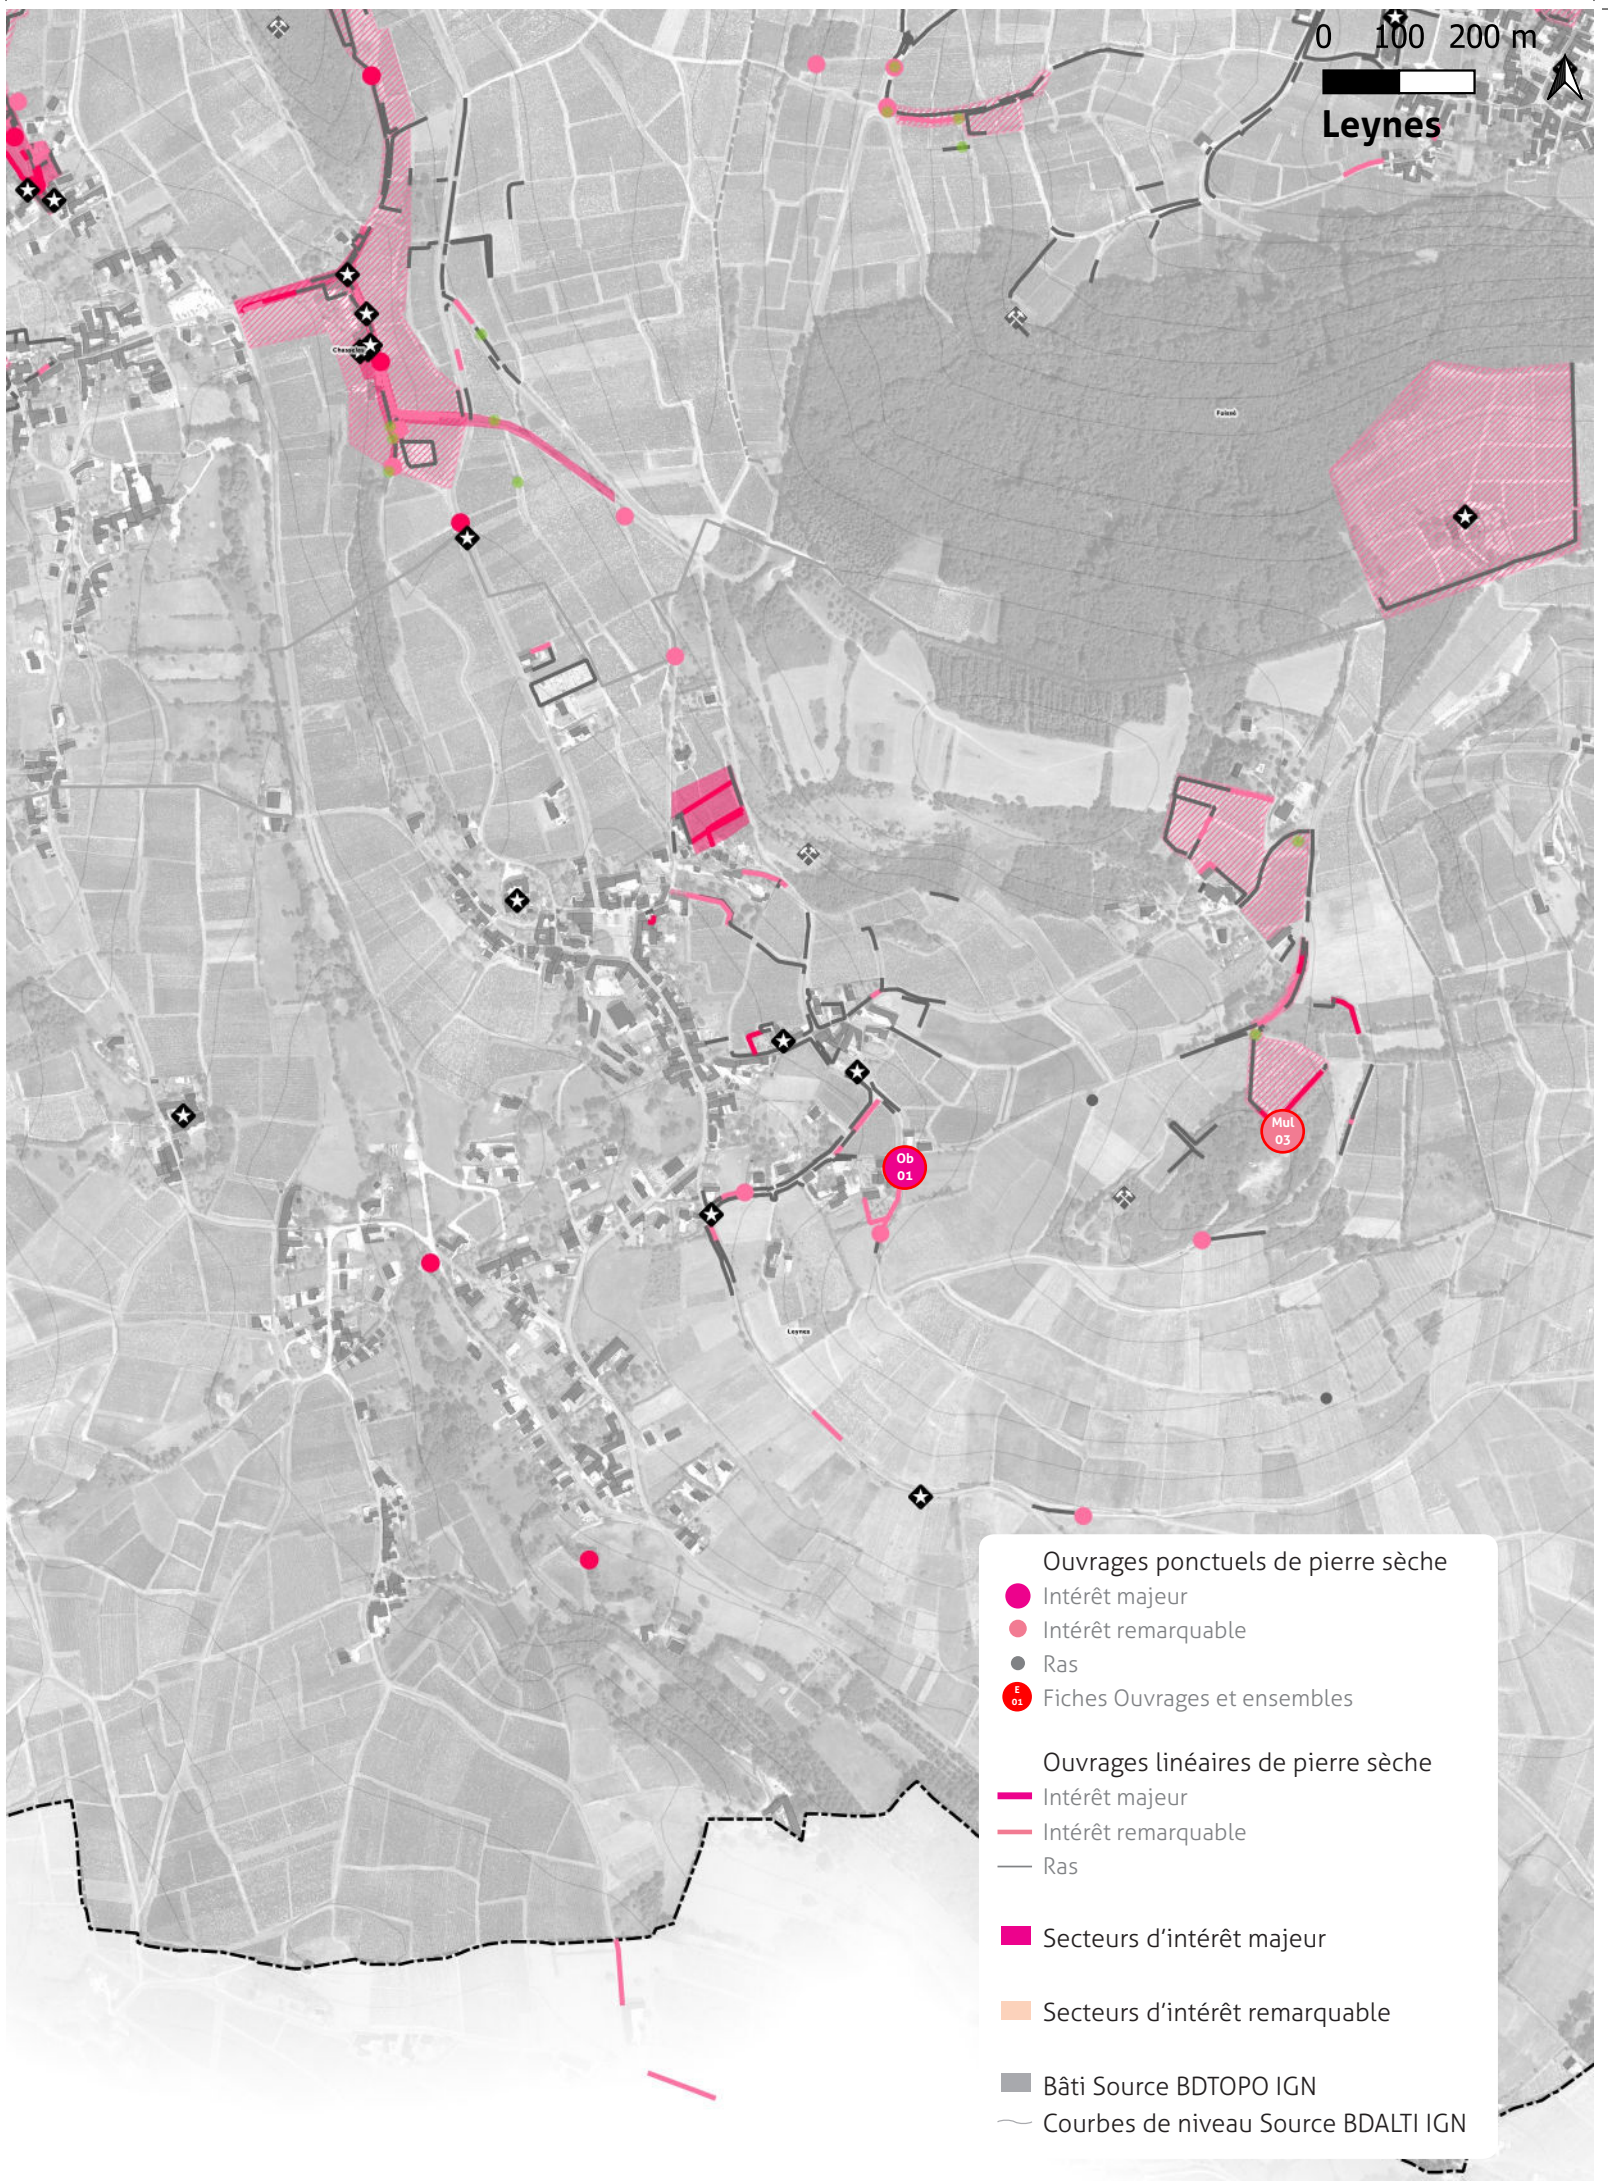 0 100 200 m
Leynes
Fuissé
Mul
03
Ob
01
Leynes
Ouvrages ponctuels de pierre sèche
Intérêt majeur
Intérêt remarquable
Ras
E
01
Fiches Ouvrages et ensembles
Ouvrages linéaires de pierre sèche
Intérêt majeur
Intérêt remarquable
Ras
Secteurs d'intérêt majeur
Secteurs d'intérêt remarquable
Bâti Source BDTOPO IGN
Courbes de niveau Source BDALTI IGN